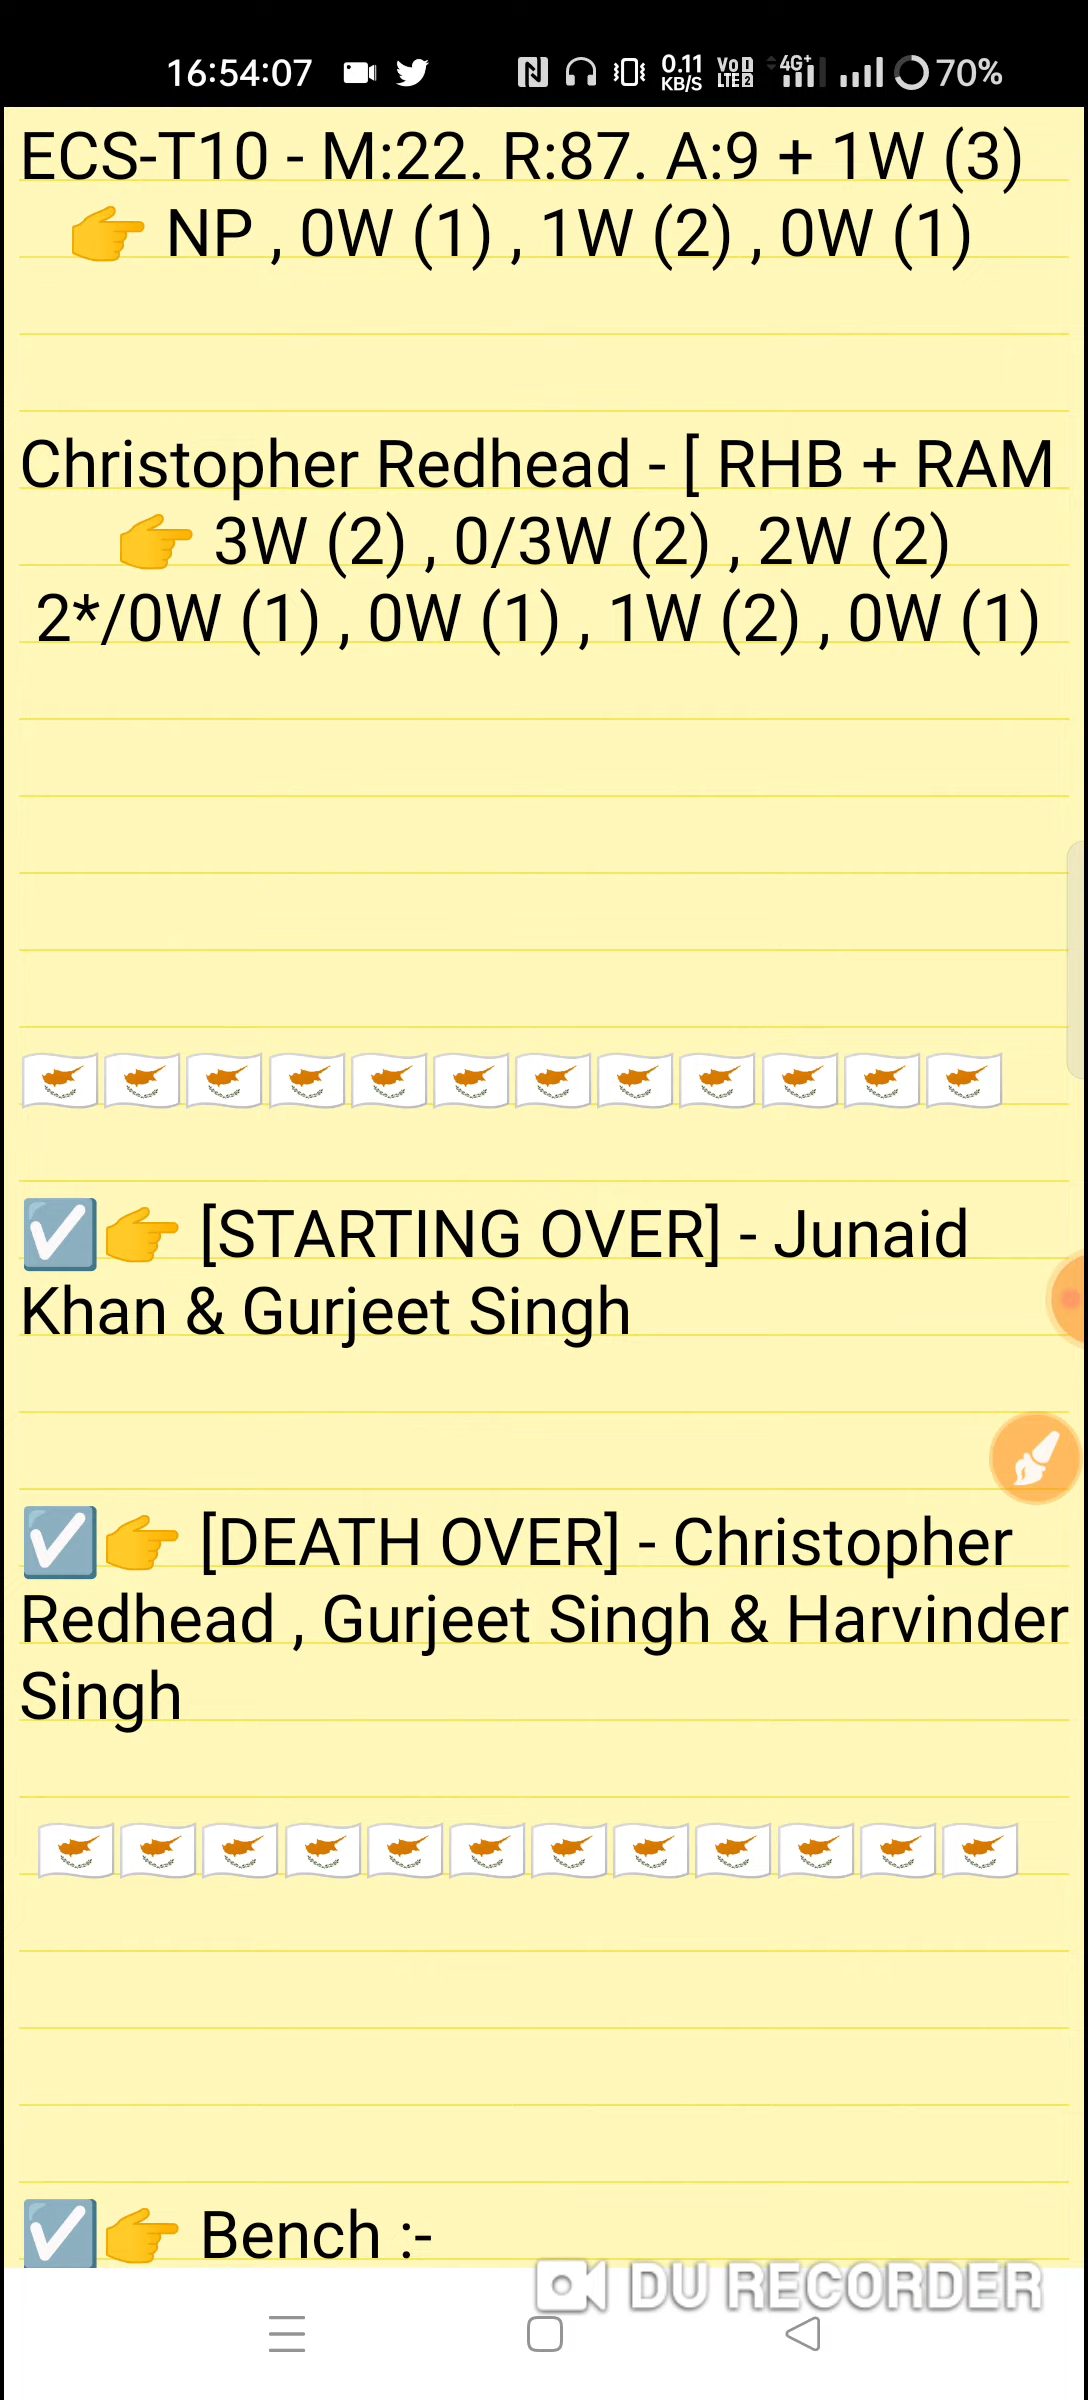 16:54:07 0.11 KB/S VoD LTE2 4G+ 70%
ECS-T10 - M:22. R:87. A:9 + 1W (3)
👉 NP , 0W (1) , 1W (2) , 0W (1)
Christopher Redhead - [ RHB + RAM
👉 3W (2) , 0/3W (2) , 2W (2)
2*/0W (1) , 0W (1) , 1W (2) , 0W (1)
🇨🇾🇨🇾🇨🇾🇨🇾🇨🇾🇨🇾🇨🇾🇨🇾🇨🇾🇨🇾🇨🇾🇨🇾
☑️👉 [STARTING OVER] - Junaid
Khan & Gurjeet Singh
☑️👉 [DEATH OVER] - Christopher
Redhead , Gurjeet Singh & Harvinder
Singh
🇨🇾🇨🇾🇨🇾🇨🇾🇨🇾🇨🇾🇨🇾🇨🇾🇨🇾🇨🇾🇨🇾🇨🇾
☑️👉 Bench :-
DU RECORDER